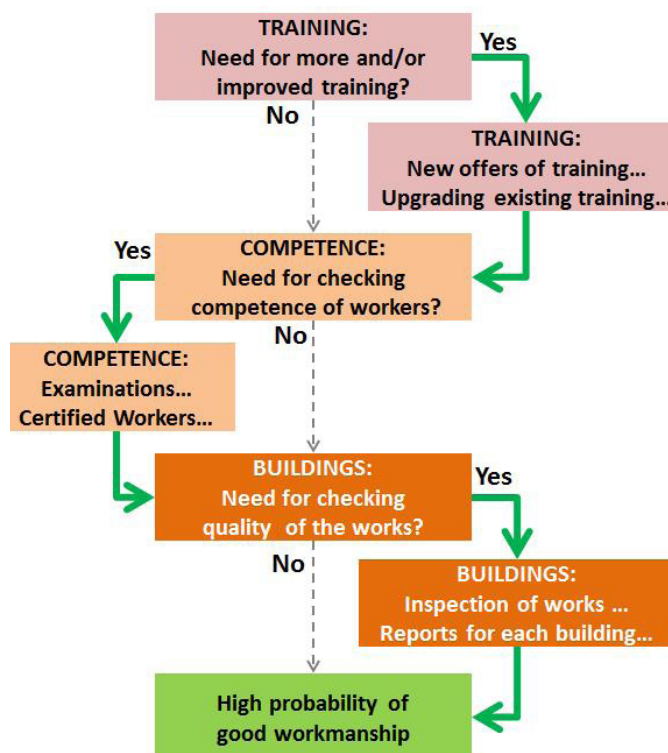 TRAINING:
Need for more and/or
improved training?
Yes
No
TRAINING:
New offers of training...
Upgrading existing training...
Yes
COMPETENCE:
Need for checking
competence of workers?
No
COMPETENCE:
Examinations...
Certified Workers...
BUILDINGS:
Need for checking
quality of the works?
Yes
No
BUILDINGS:
Inspection of works ...
Reports for each building...
High probability of
good workmanship